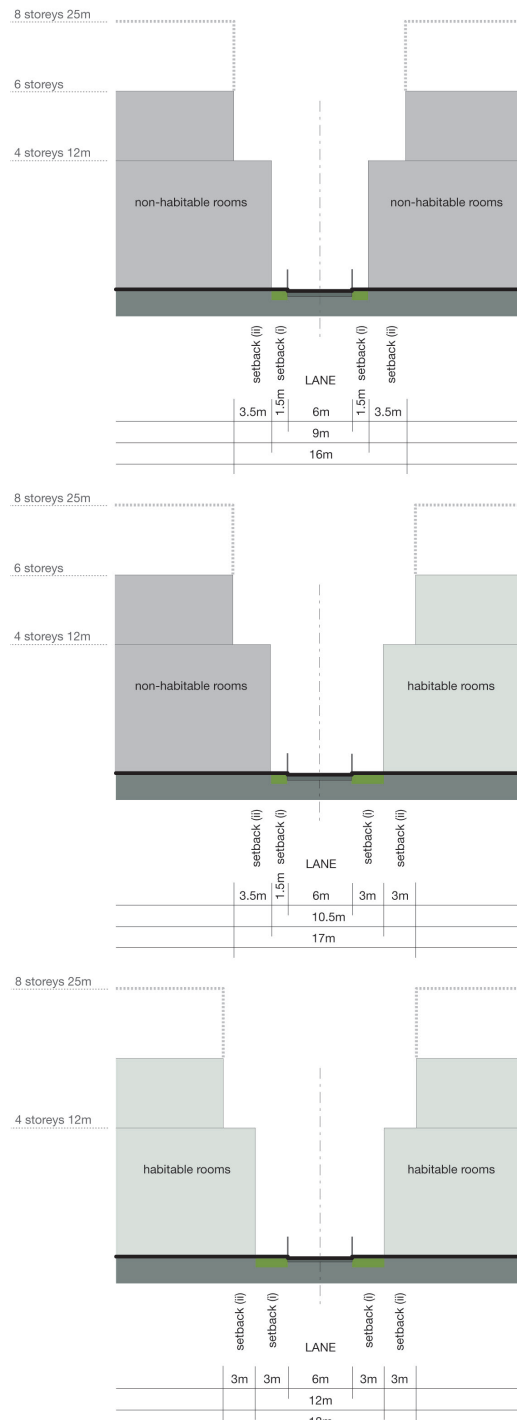 8 storeys 25m
6 storeys
4 storeys 12m
non-habitable rooms non-habitable rooms
setback (ii) setback (i) LANE setback (i) setback (ii)
3.5m 1.5m 6m 1.5m 3.5m
9m
16m
8 storeys 25m
6 storeys
4 storeys 12m
non-habitable rooms habitable rooms
setback (ii) setback (i) LANE setback (i) setback (ii)
3.5m 1.5m 6m 3m 3m
10.5m
17m
8 storeys 25m
4 storeys 12m
habitable rooms habitable rooms
setback (ii) setback (i) LANE setback (i) setback (ii)
3m 3m 6m 3m 3m
12m
18m